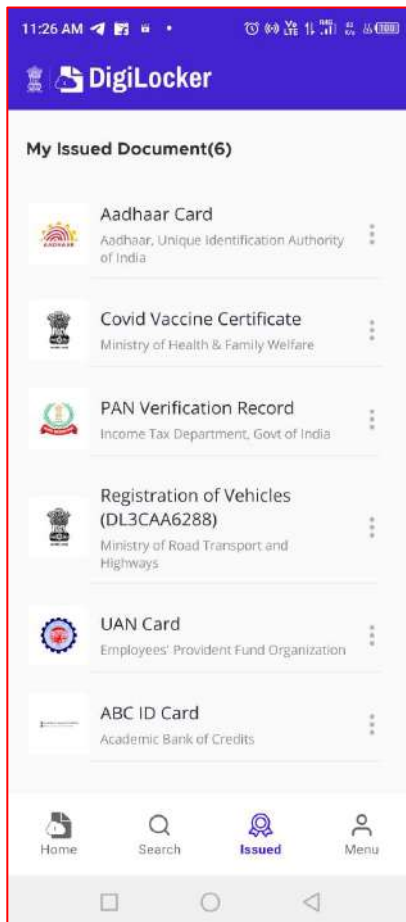 11:26 AM
DigiLocker
My Issued Document(6)
Aadhaar Card
Aadhaar, Unique Identification Authority
of India
AADHAAR
Covid Vaccine Certificate
Ministry of Health & Family Welfare
PAN Verification Record
Income Tax Department, Govt of India
Registration of Vehicles
(DL3CAA6288)
Ministry of Road Transport and
Highways
UAN Card
Employees' Provident Fund Organization
ABC ID Card
Academic Bank of Credits
Home
Search
Issued
Menu